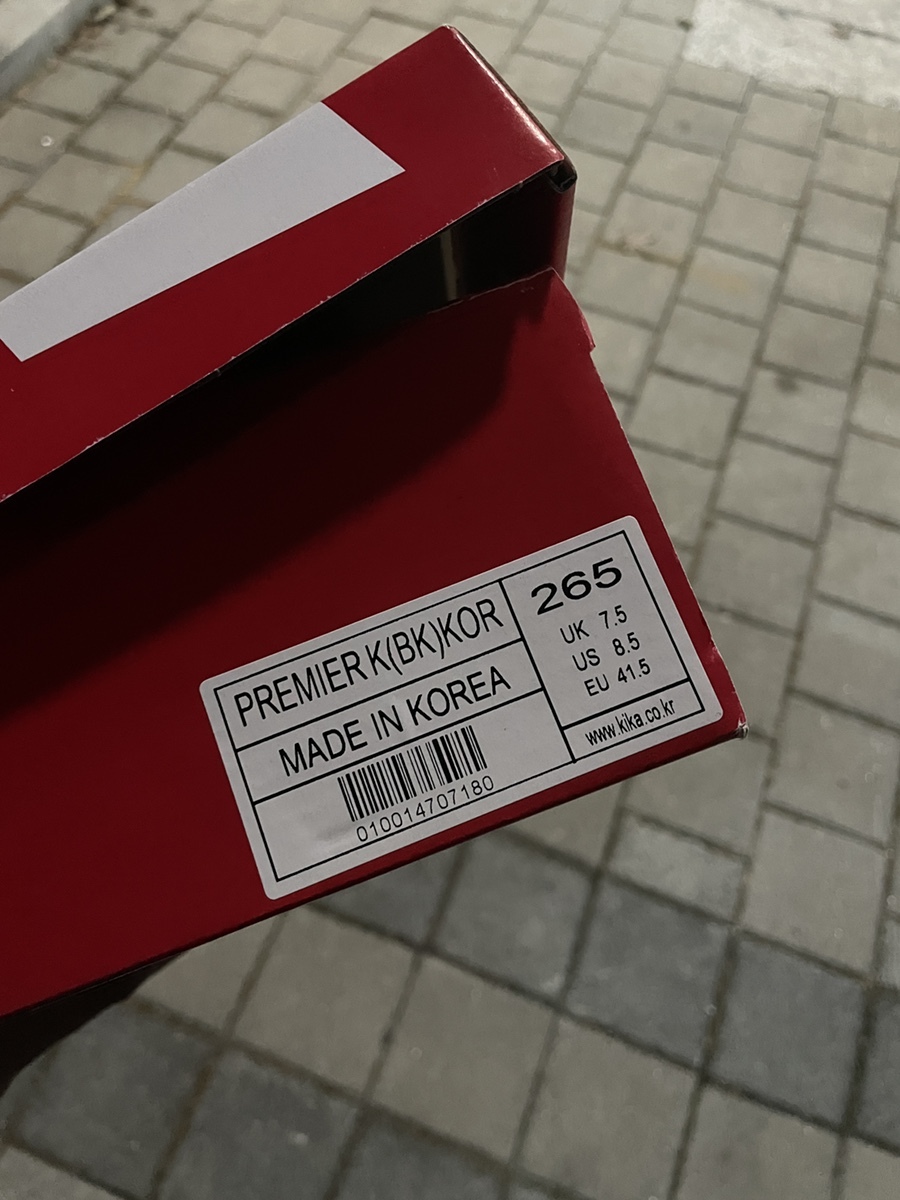 PREMIER K(BK)KOR
MADE IN KOREA
010014707180
265
UK 7.5
US 8.5
EU 41.5
www.kika.co.kr